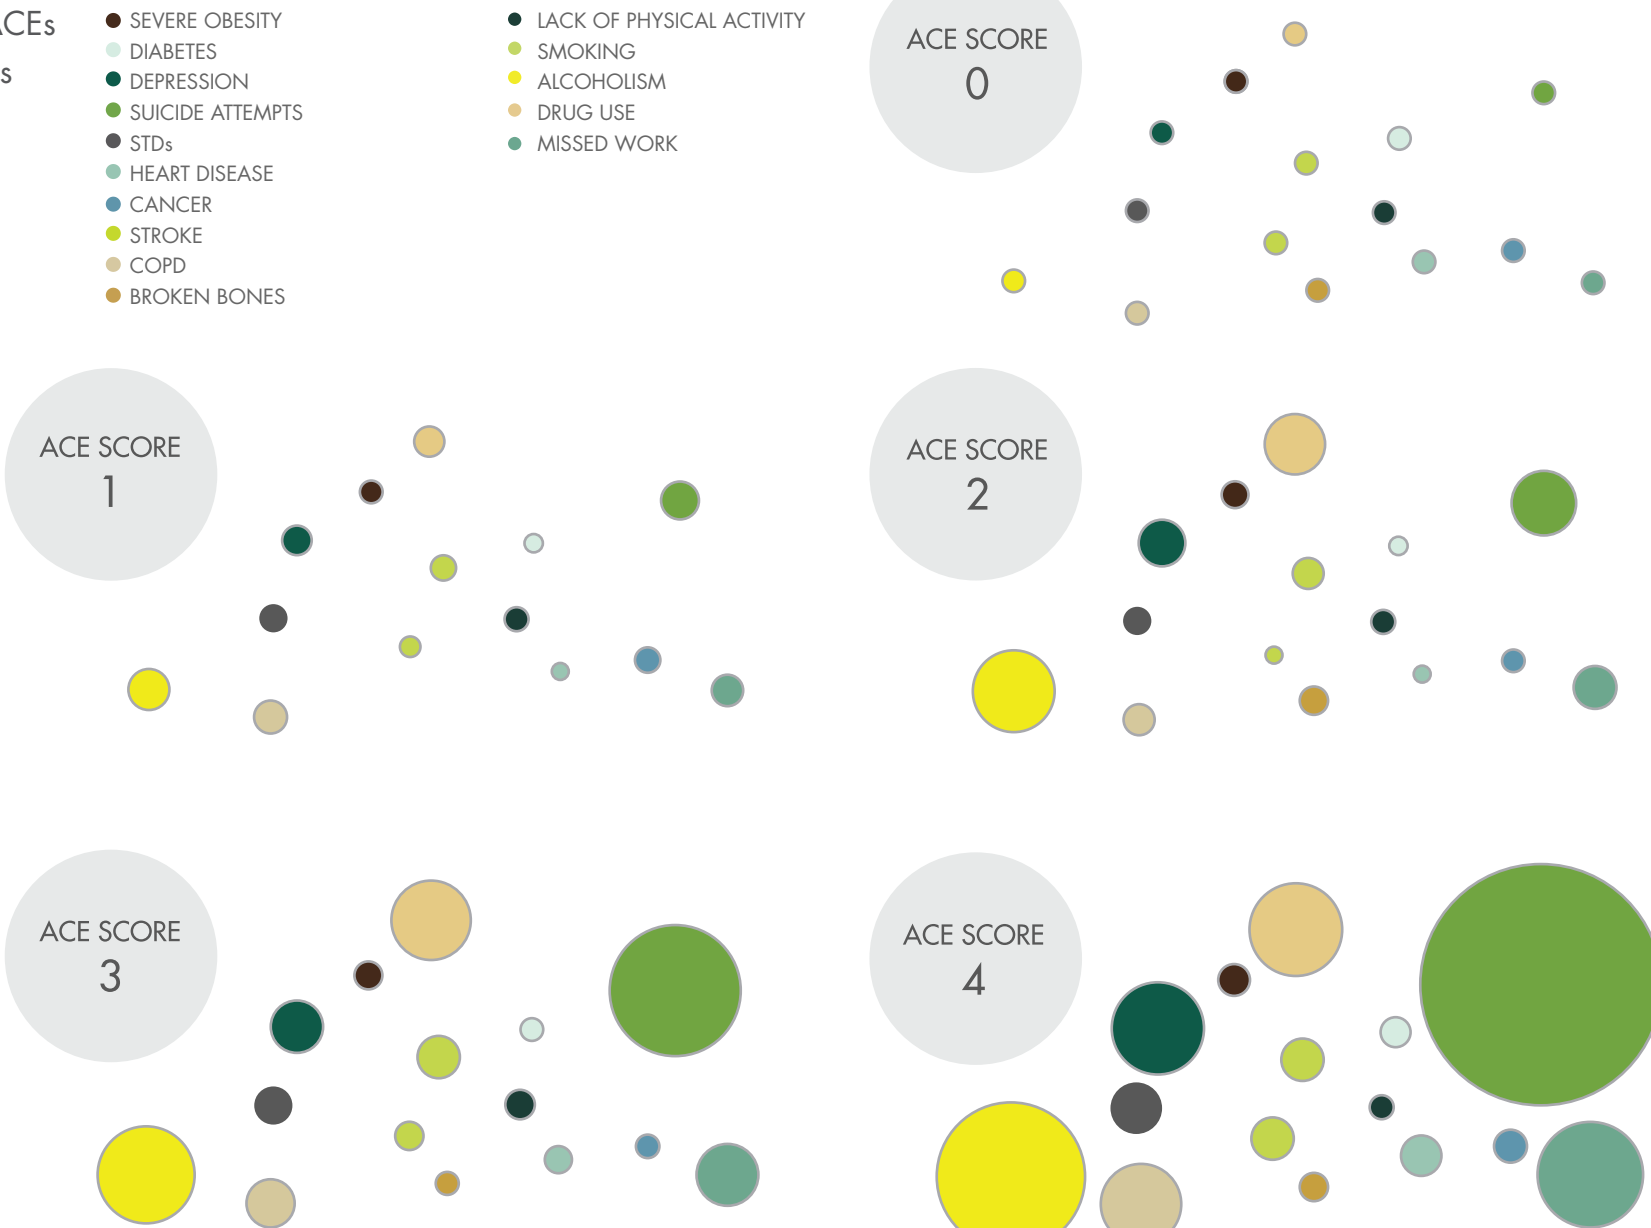 CEs
s
SEVERE OBESITY
DIABETES
DEPRESSION
SUICIDE ATTEMPTS
STDs
HEART DISEASE
CANCER
STROKE
COPD
BROKEN BONES
LACK OF PHYSICAL ACTIVITY
SMOKING
ALCOHOLISM
DRUG USE
MISSED WORK
ACE SCORE
0
ACE SCORE
1
ACE SCORE
2
ACE SCORE
3
ACE SCORE
4